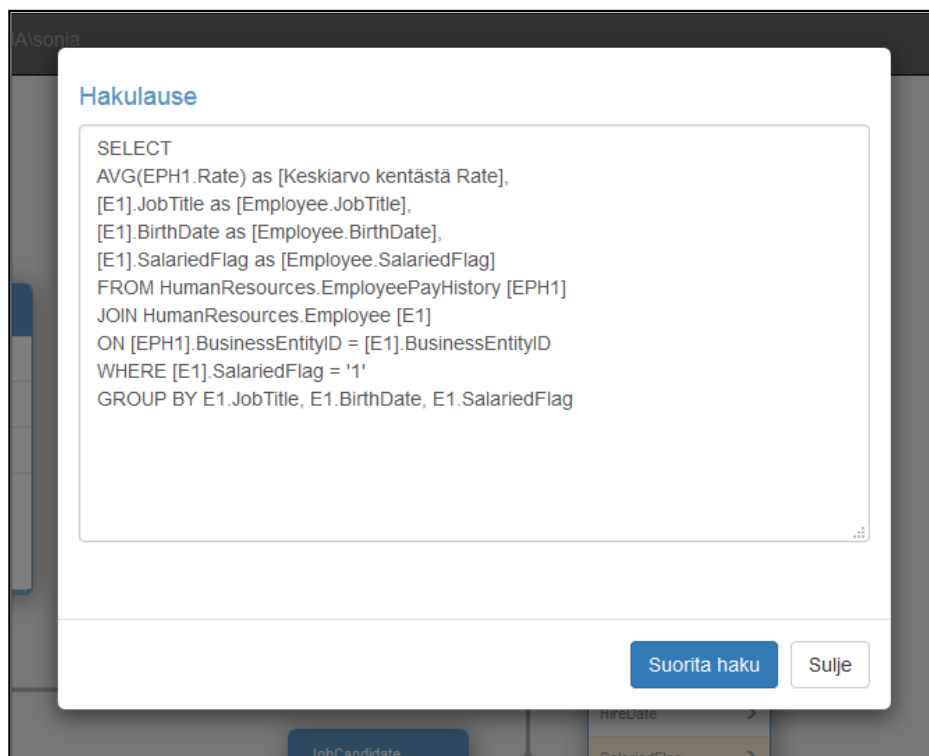 A\sonja
Hakulause
SELECT
AVG(EPH1.Rate) as [Keskiarvo kentästä Rate],
[E1].JobTitle as [Employee.JobTitle],
[E1].BirthDate as [Employee.BirthDate],
[E1].SalariedFlag as [Employee.SalariedFlag]
FROM HumanResources.EmployeePayHistory [EPH1]
JOIN HumanResources.Employee [E1]
ON [EPH1].BusinessEntityID = [E1].BusinessEntityID
WHERE [E1].SalariedFlag = '1'
GROUP BY E1.JobTitle, E1.BirthDate, E1.SalariedFlag
Suorita haku Sulje
HireDate
JobCandidate SalariedFlag